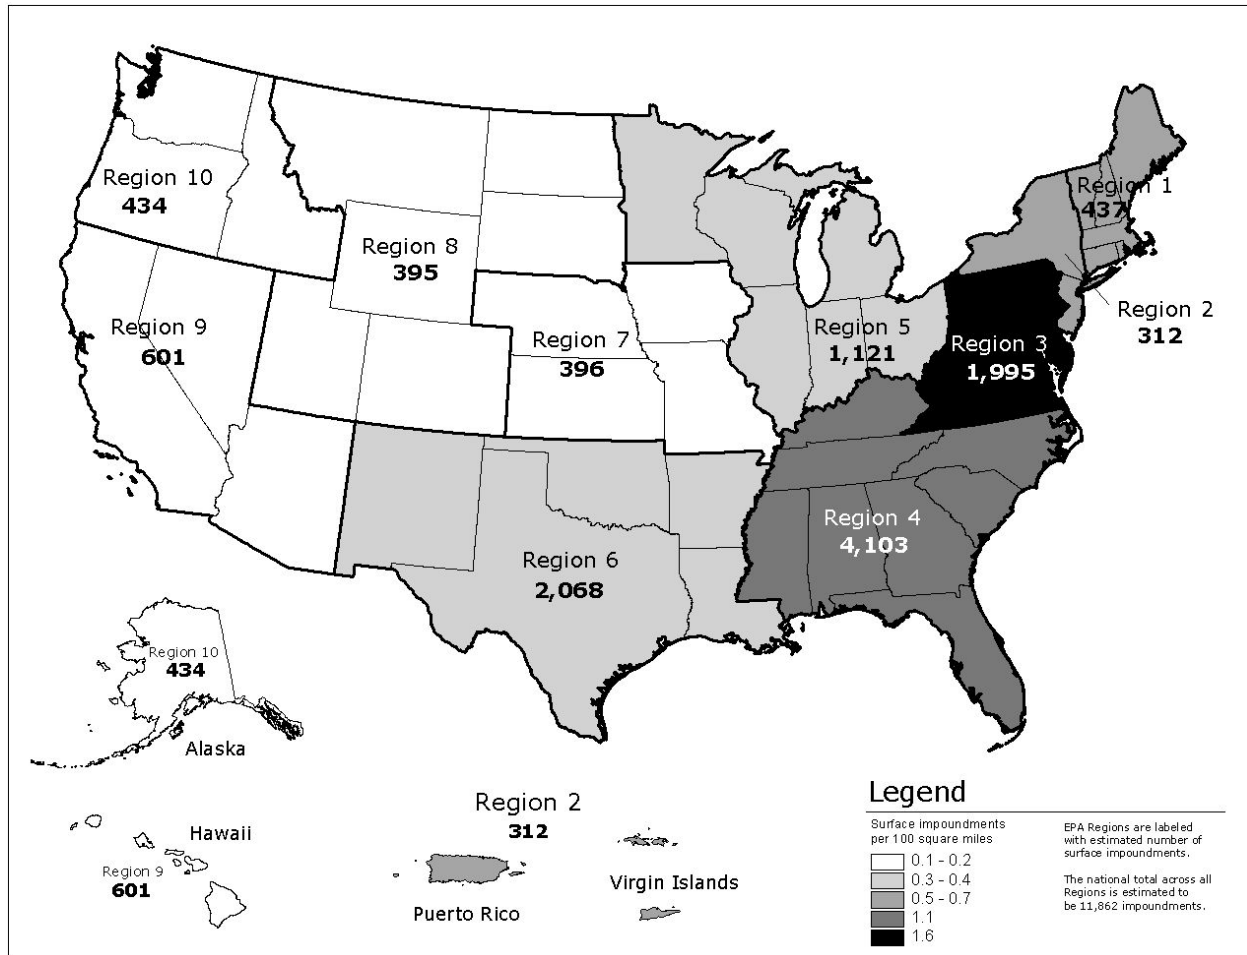 Region 10
434
Region 8
395
Region 9
601
Region 7
396
Region 5
1,121
Region 1
437
Region 2
312
Region 3
1,995
Region 4
4,103
Region 6
2,068
Region 10
434
Alaska
Hawaii
Region 9
601
Region 2
312
Puerto Rico
Virgin Islands
Legend
Surface impoundments
per 100 square miles
0.1 - 0.2
0.3 - 0.4
0.5 - 0.7
1.1
1.6
EPA Regions are labeled
with estimated number of
surface impoundments.
The national total across all
Regions is estimated to
be 11,862 impoundments.